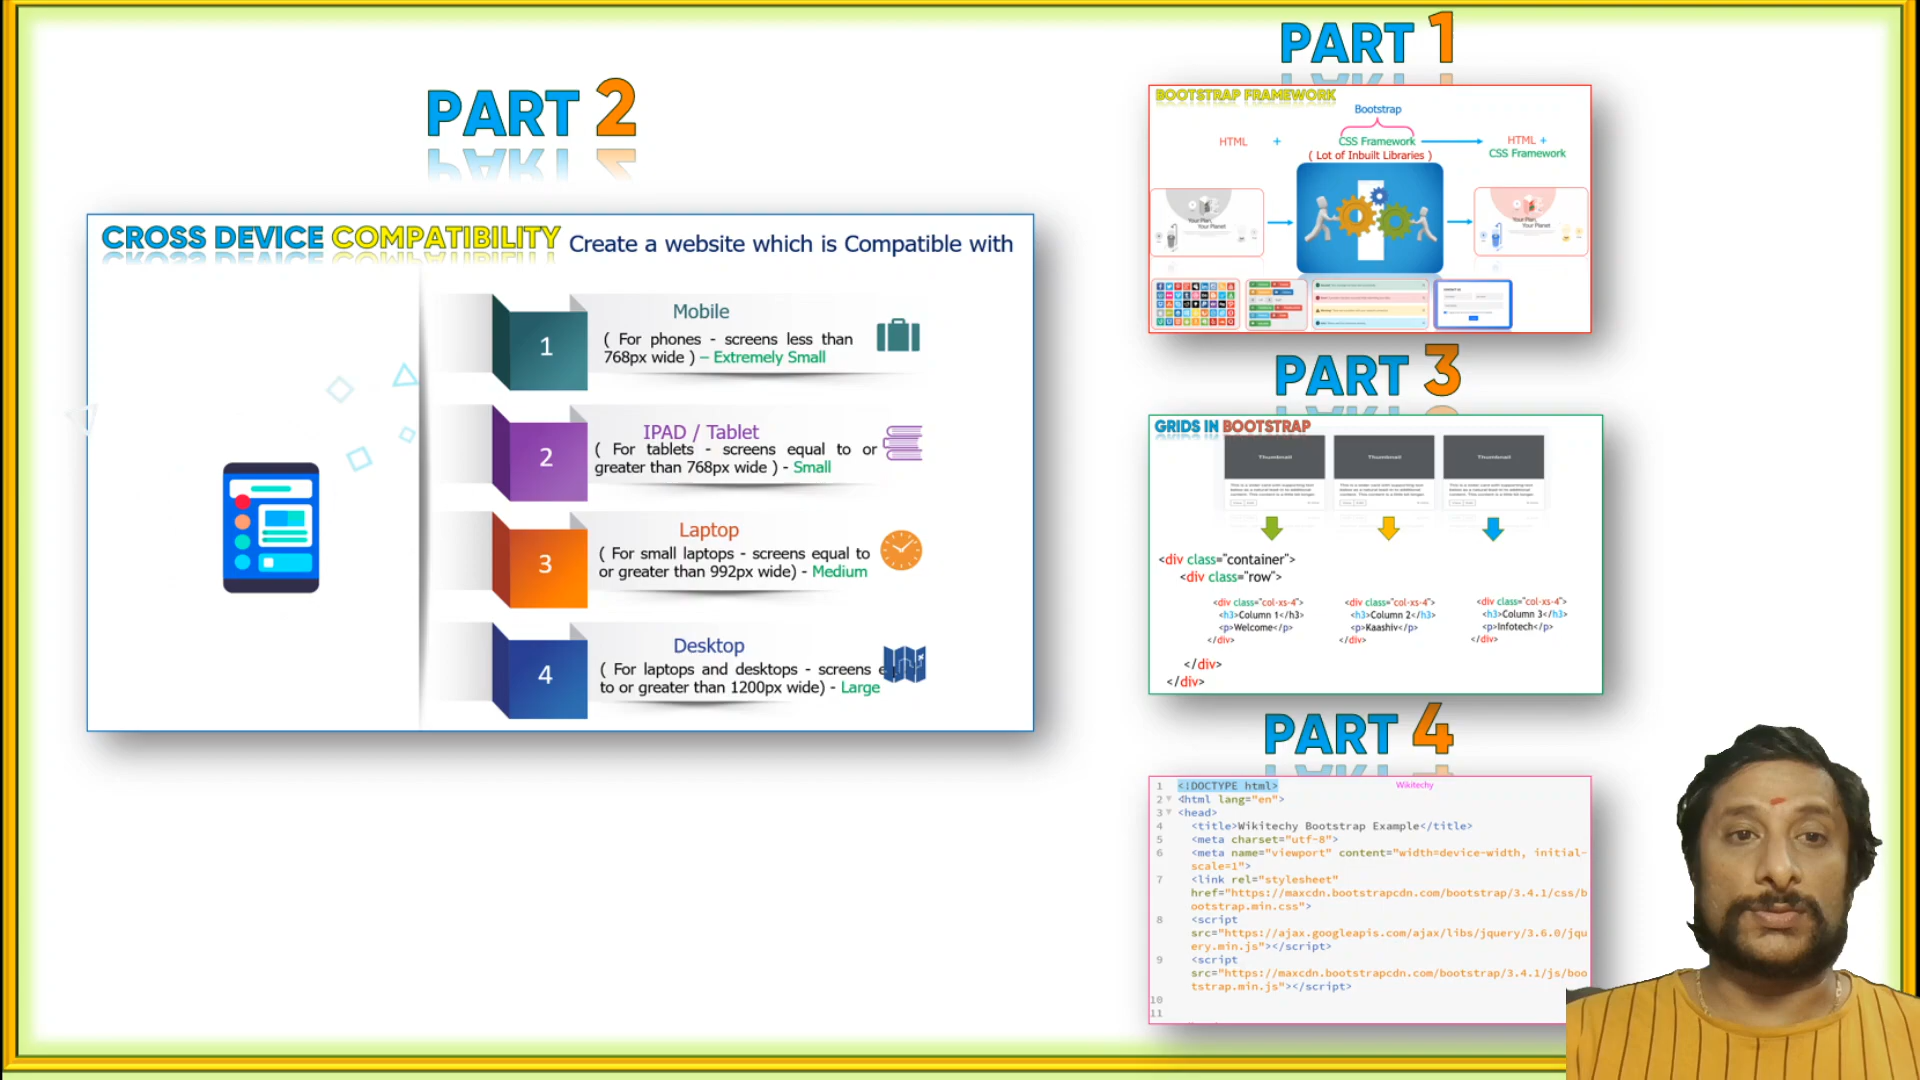 PART 2
CROSS DEVICE COMPATIBILITY Create a website which is Compatible with
1
Mobile
( For phones - screens less than
768px wide ) – Extremely Small
2
IPAD / Tablet
( For tablets - screens equal to or
greater than 768px wide ) - Small
3
Laptop
( For small laptops - screens equal to
or greater than 992px wide) - Medium
4
Desktop
( For laptops and desktops - screens
to or greater than 1200px wide) - Large
PART 1
BOOTSTRAP FRAMEWORK
Bootstrap
HTML + CSS Framework
( Lot of Inbuilt Libraries )
HTML +
CSS Framework
Your Plan,
Your Planet
Your Plan,
Your Planet
PART 3
GRIDS IN BOOTSTRAP
Thumbnail Thumbnail Thumbnail
<div class="container">
<div class="row">
<div class="col-xs-4">
<h3>Column 1</h3>
<p>Welcome</p>
</div>
<div class="col-xs-4">
<h3>Column 2</h3>
<p>Kaashiv</p>
</div>
<div class="col-xs-4">
<h3>Column 3</h3>
<p>Infotech</p>
</div>
</div>
</div>
PART 4
Wikitechy
1 <!DOCTYPE html>
2 <html lang="en">
3 <head>
4 <title>Wikitechy Bootstrap Example</title>
5 <meta charset="utf-8">
6 <meta name="viewport" content="width=device-width, initial-
scale=1">
7 <link rel="stylesheet"
href="https://maxcdn.bootstrapcdn.com/bootstrap/3.4.1/css/b
ootstrap.min.css">
8 <script
src="https://ajax.googleapis.com/ajax/libs/jquery/3.6.0/jqu
ery.min.js"></script>
9 <script
src="https://maxcdn.bootstrapcdn.com/bootstrap/3.4.1/js/boo
tstrap.min.js"></script>
10
11